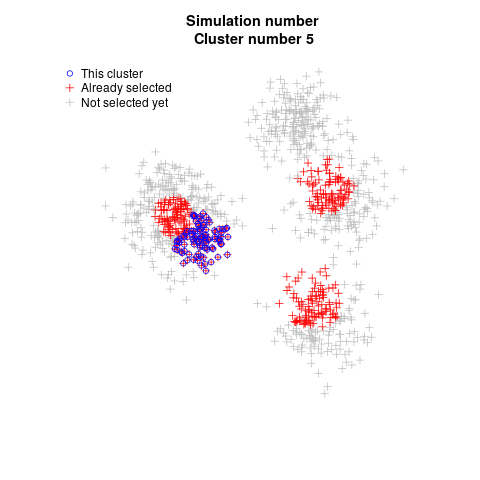 Simulation number
Cluster number 5
This cluster
Already selected
Not selected yet